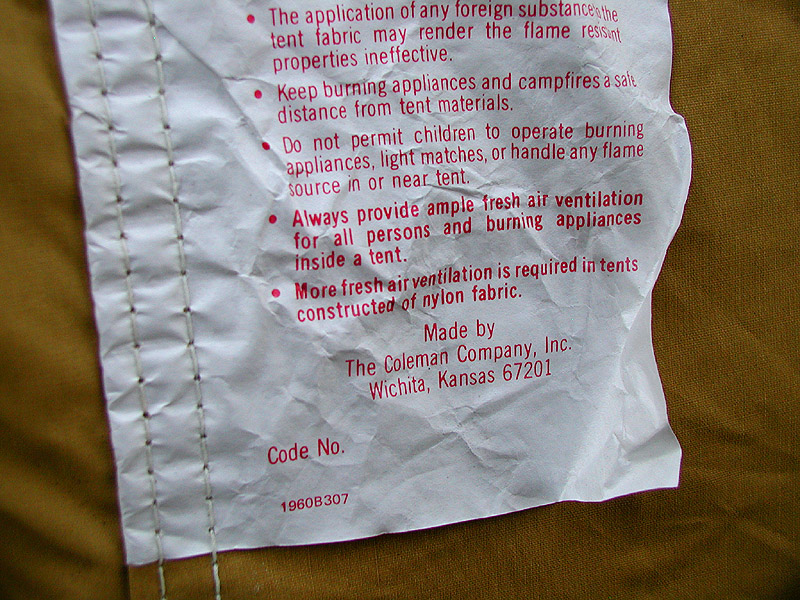 • The application of any foreign substance to the
tent fabric may render the flame resistant
properties ineffective.
• Keep burning appliances and campfires a safe
distance from tent materials.
• Do not permit children to operate burning
appliances, light matches, or handle any flame
source in or near tent.
• Always provide ample fresh air ventilation
for all persons and burning appliances
inside a tent.
• More fresh air ventilation is required in tents
constructed of nylon fabric.
Made by
The Coleman Company, Inc.
Wichita, Kansas 67201
Code No.
1960B307